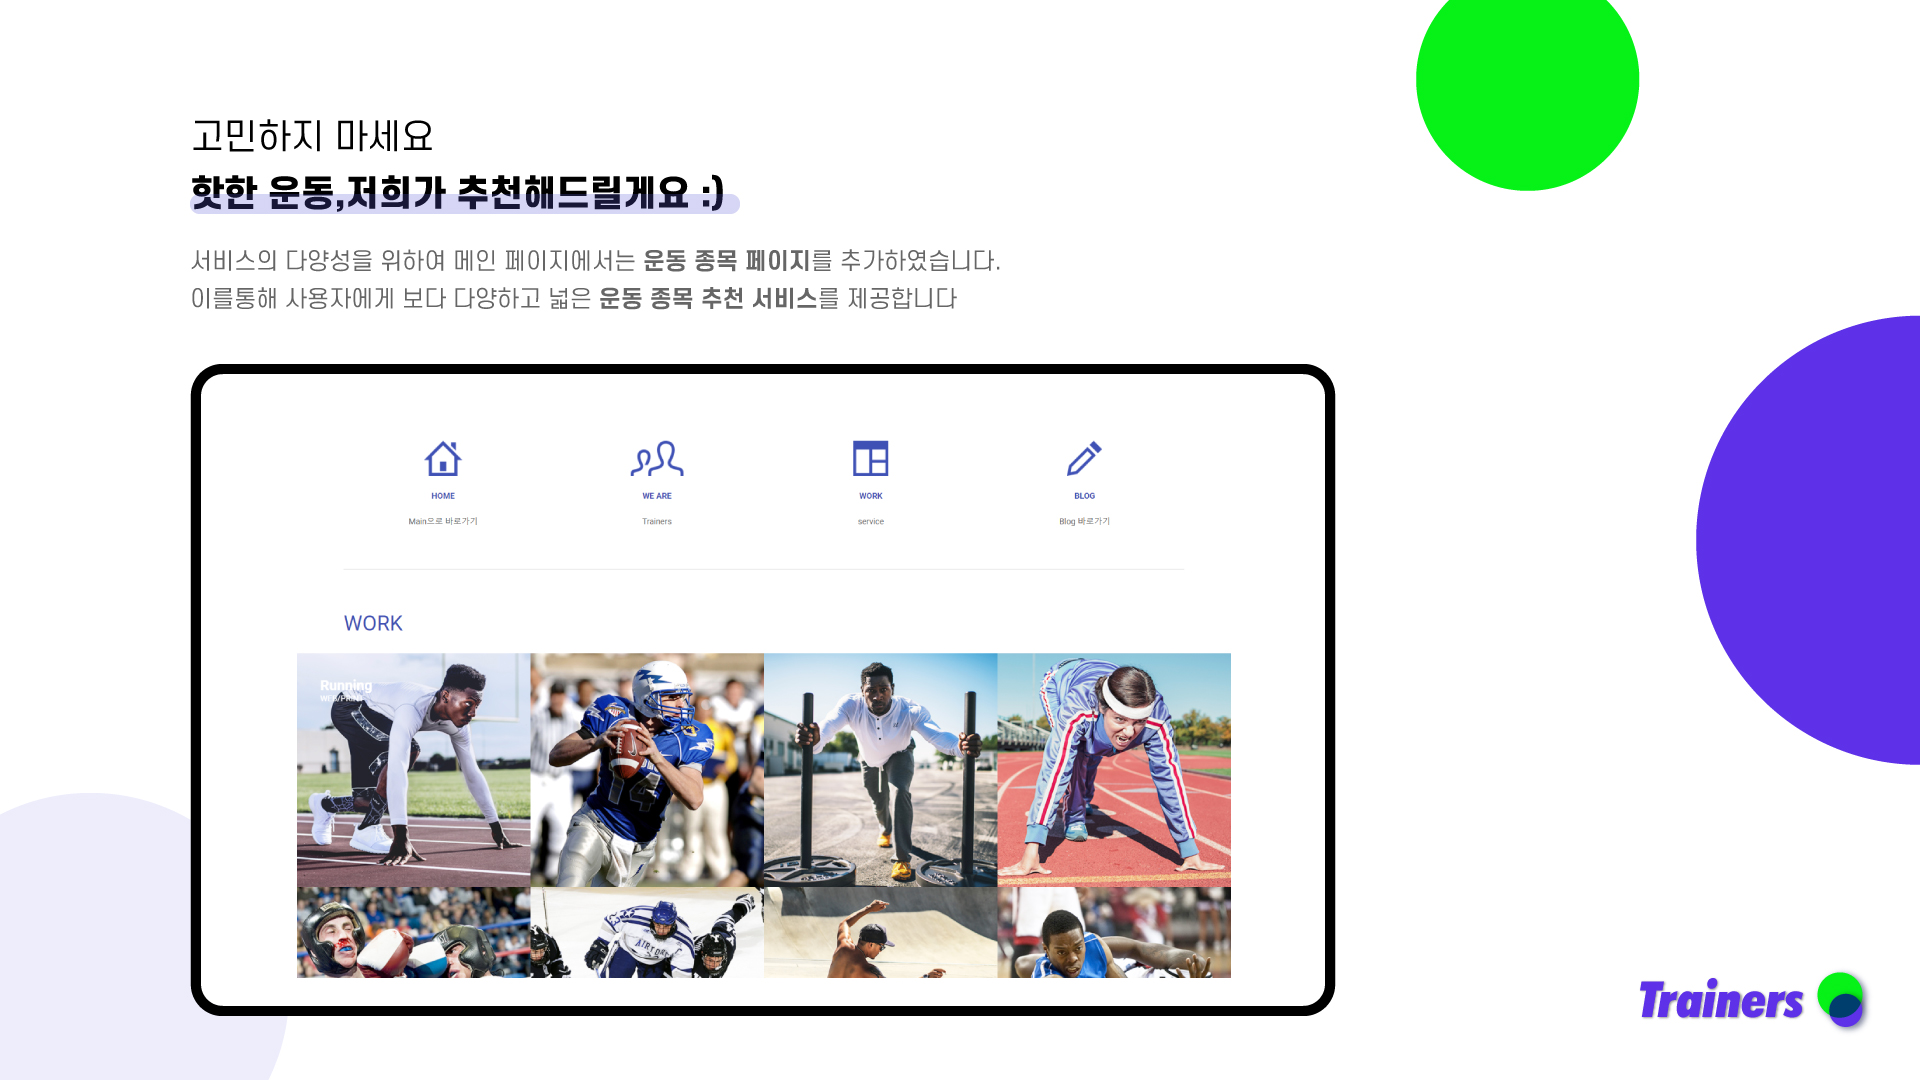 고민하지 마세요
핫한 운동,저희가 추천해드릴게요 :)
서비스의 다양성을 위하여 메인 페이지에서는 운동 종목 페이지를 추가하였습니다.
이를통해 사용자에게 보다 다양하고 넓은 운동 종목 추천 서비스를 제공합니다
HOME
Main으로 바로가기
WE ARE
Trainers
WORK
service
BLOG
Blog 바로가기
WORK
Running
14
AIR FORCE
Trainers